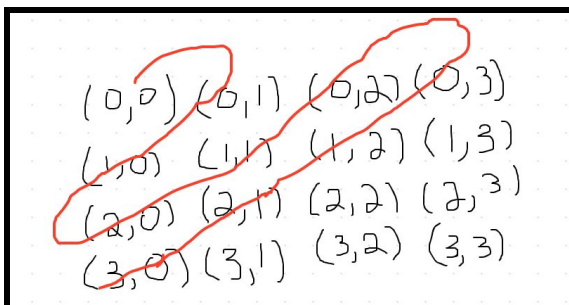 (0,0) (0,1) (0,2) (0,3)
(1,0) (1,1) (1,2) (1,3)
(2,0) (2,1) (2,2) (2,3)
(3,0) (3,1) (3,2) (3,3)